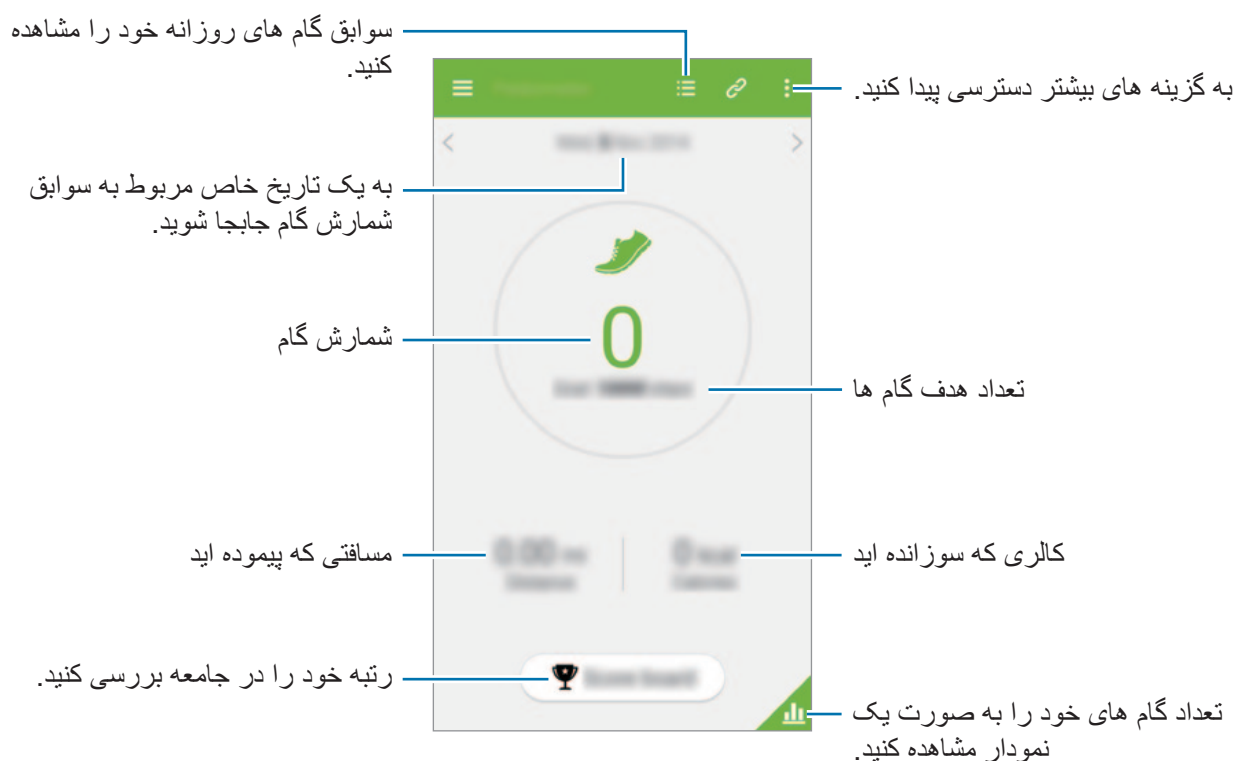 سوابق گام های روزانه خود را مشاهده
کنید.
به گزینه های بیشتر دسترسی پیدا کنید.
به یک تاریخ خاص مربوط به سوابق
شمارش گام جابجا شوید.
0
شمارش گام
تعداد هدف گام ها
مسافتی که پیموده اید
کالری که سوزانده اید
رتبه خود را در جامعه بررسی کنید.
تعداد گام های خود را به صورت یک
نمودار مشاهده کنید.